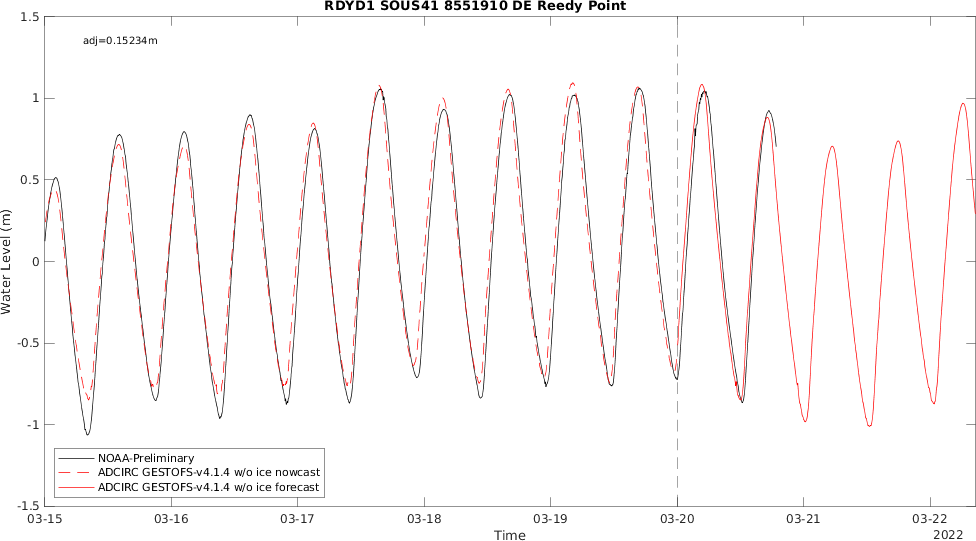 RDYD1 SOUS41 8551910 DE Reedy Point
adj=0.15234m
Water Level (m)
1.5
1
0.5
0
-0.5
-1
-1.5
NOAA-Preliminary
ADCIRC GESTOFS-v4.1.4 w/o ice nowcast
ADCIRC GESTOFS-v4.1.4 w/o ice forecast
03-15 03-16 03-17 03-18 03-19 03-20 03-21 03-22
Time
2022